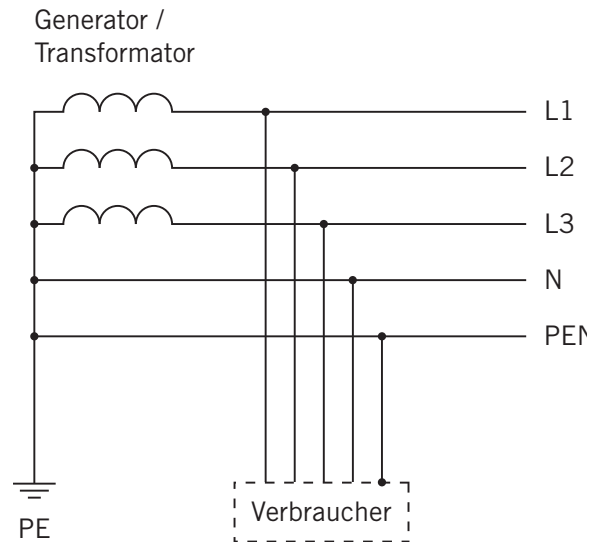 Generator /
Transformator
L1
L2
L3
N
PEN
PE
Verbraucher